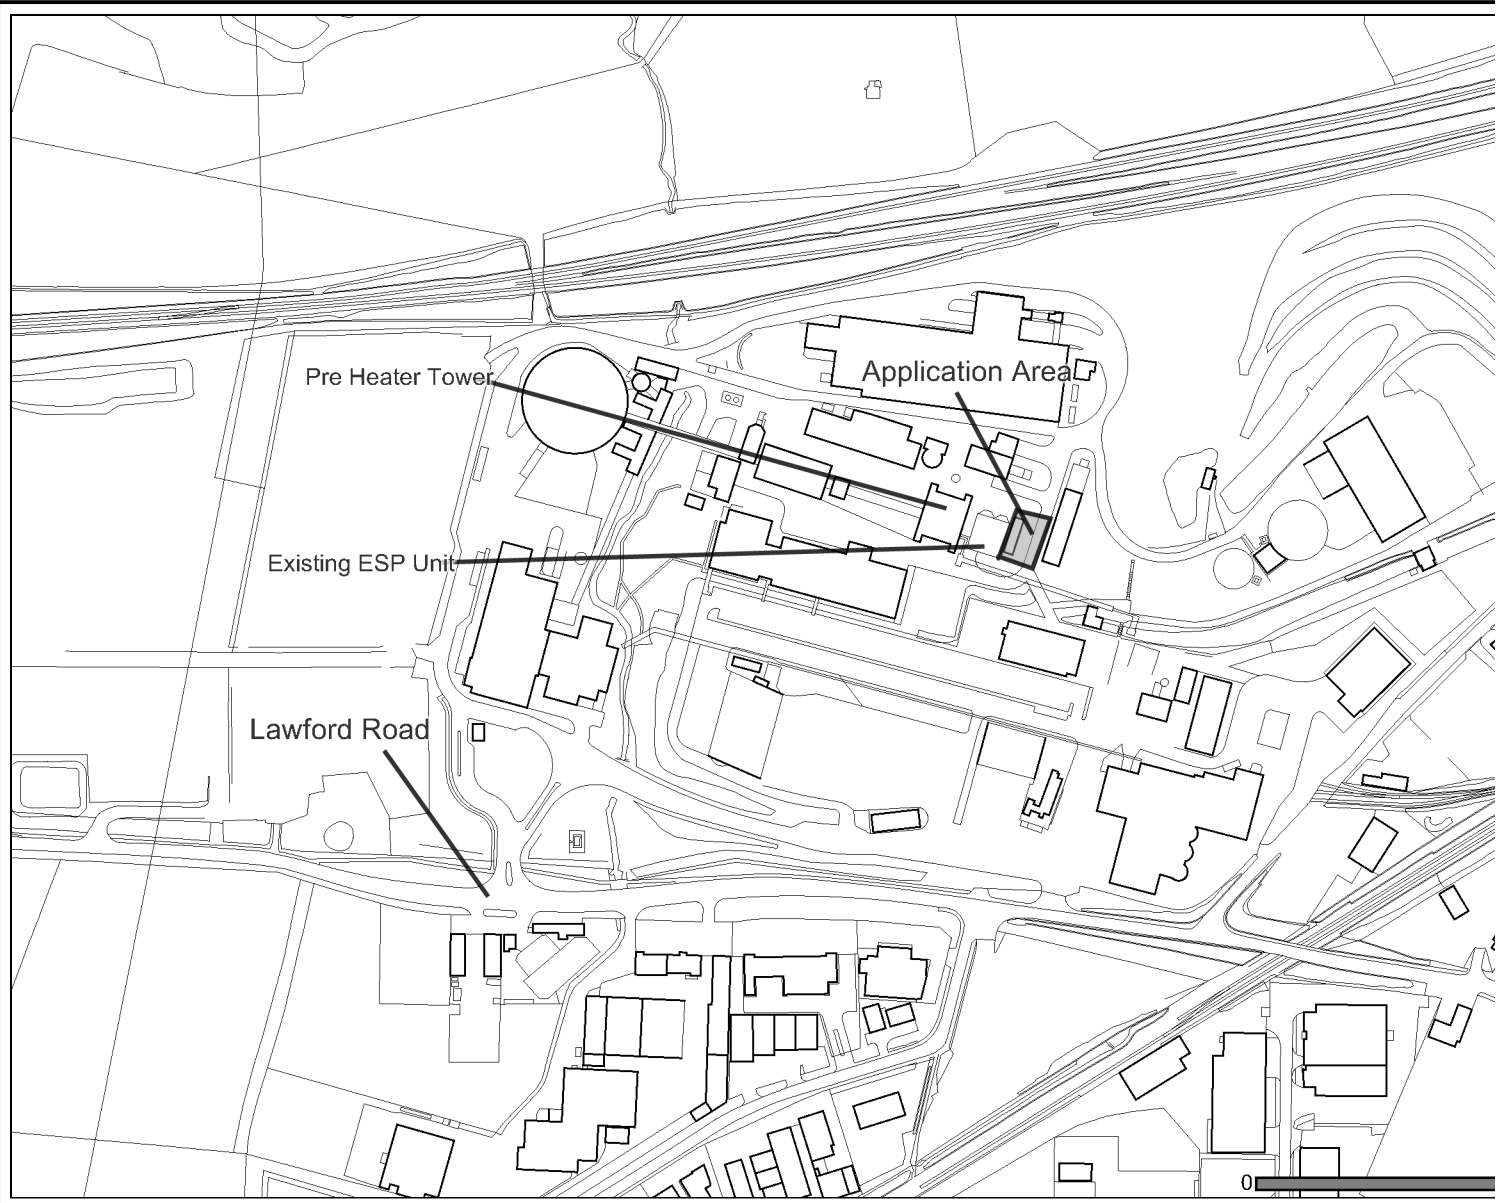 Application Area
Pre Heater Tower
Existing ESP Unit
Lawford Road
0